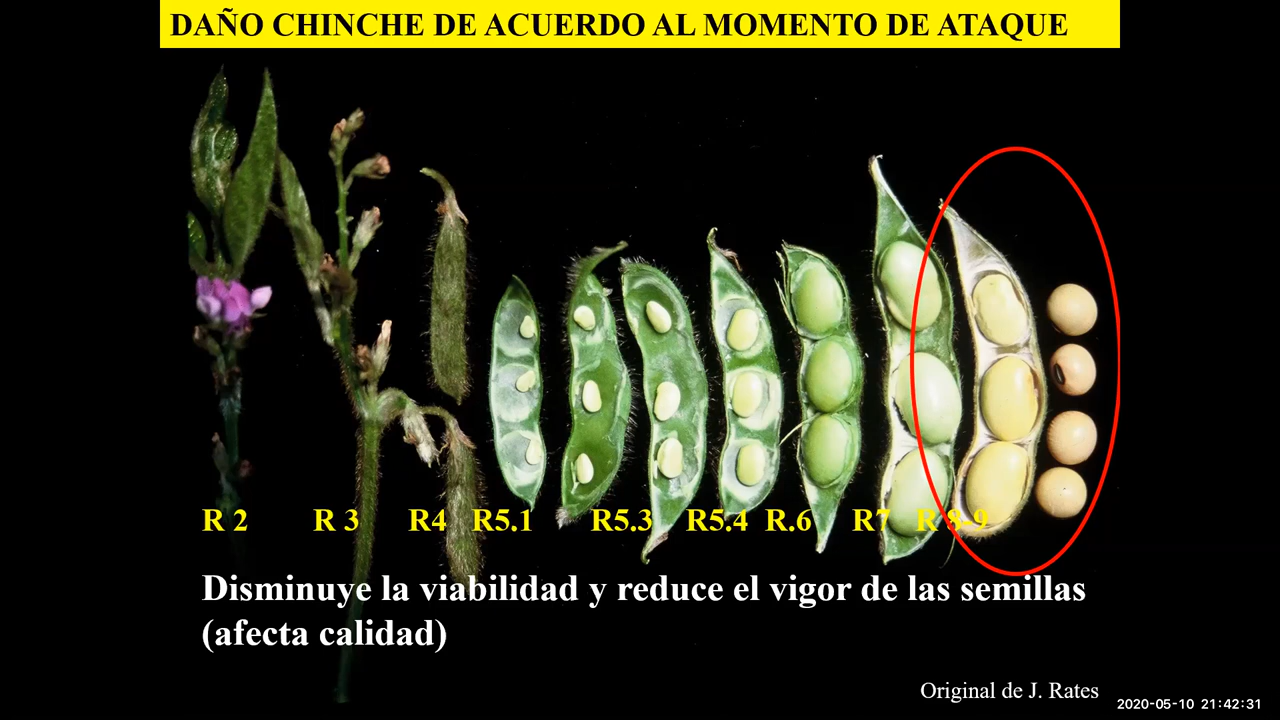 DAÑO CHINCHE DE ACUERDO AL MOMENTO DE ATAQUE
R 2 R 3 R4 R5.1 R5.3 R5.4 R.6 R7 R 8-9
Disminuye la viabilidad y reduce el vigor de las semillas
(afecta calidad)
Original de J. Rates
2020-05-10 21:42:31